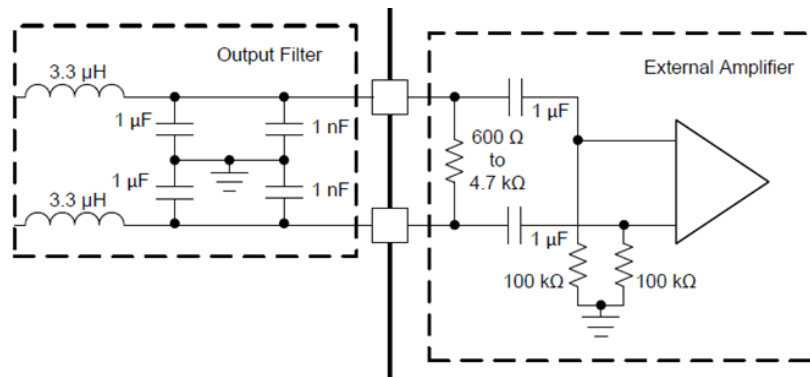 Output Filter
3.3 µH
1 µF
1 nF
1 µF
1 nF
3.3 µH
External Amplifier
1 µF
600 Ω
to
4.7 kΩ
1 µF
100 kΩ
100 kΩ